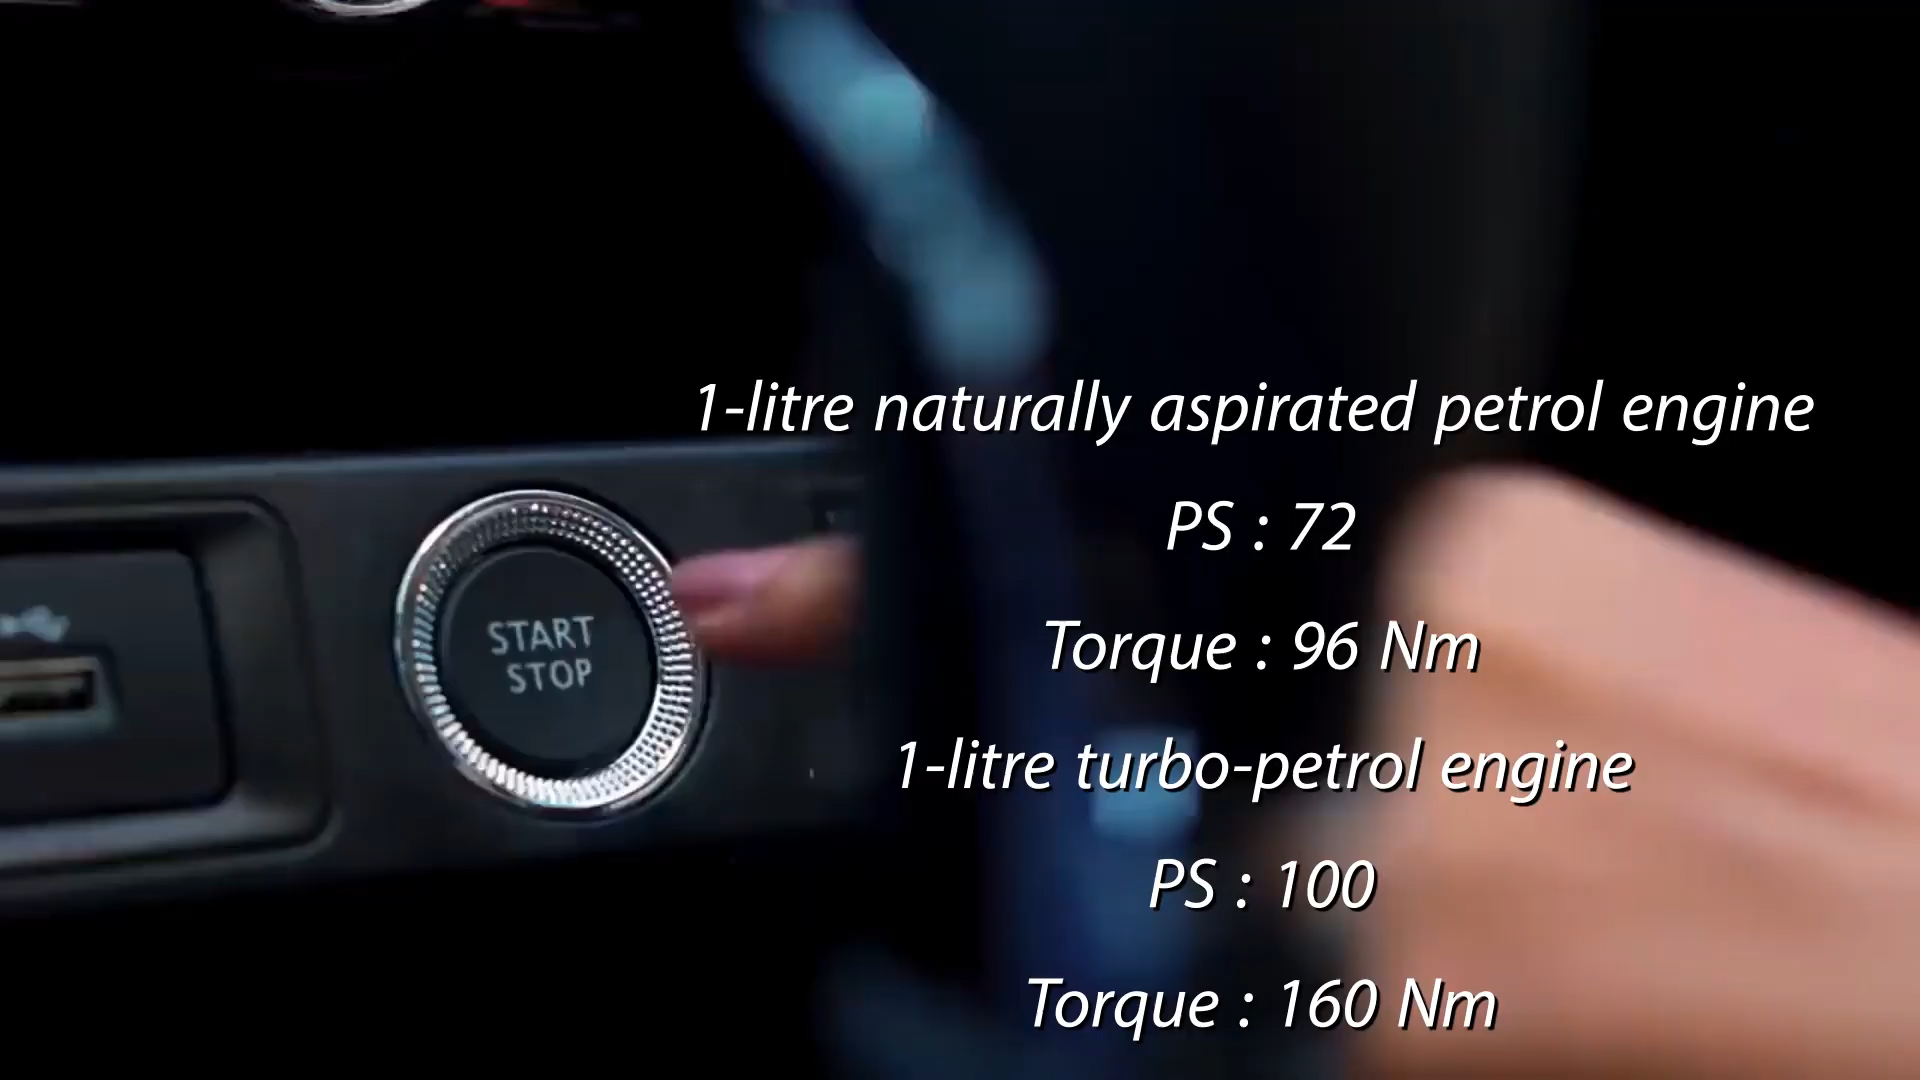 1-litre naturally aspirated petrol engine
PS : 72
Torque : 96 Nm
START
STOP
1-litre turbo-petrol engine
PS : 100
Torque : 160 Nm